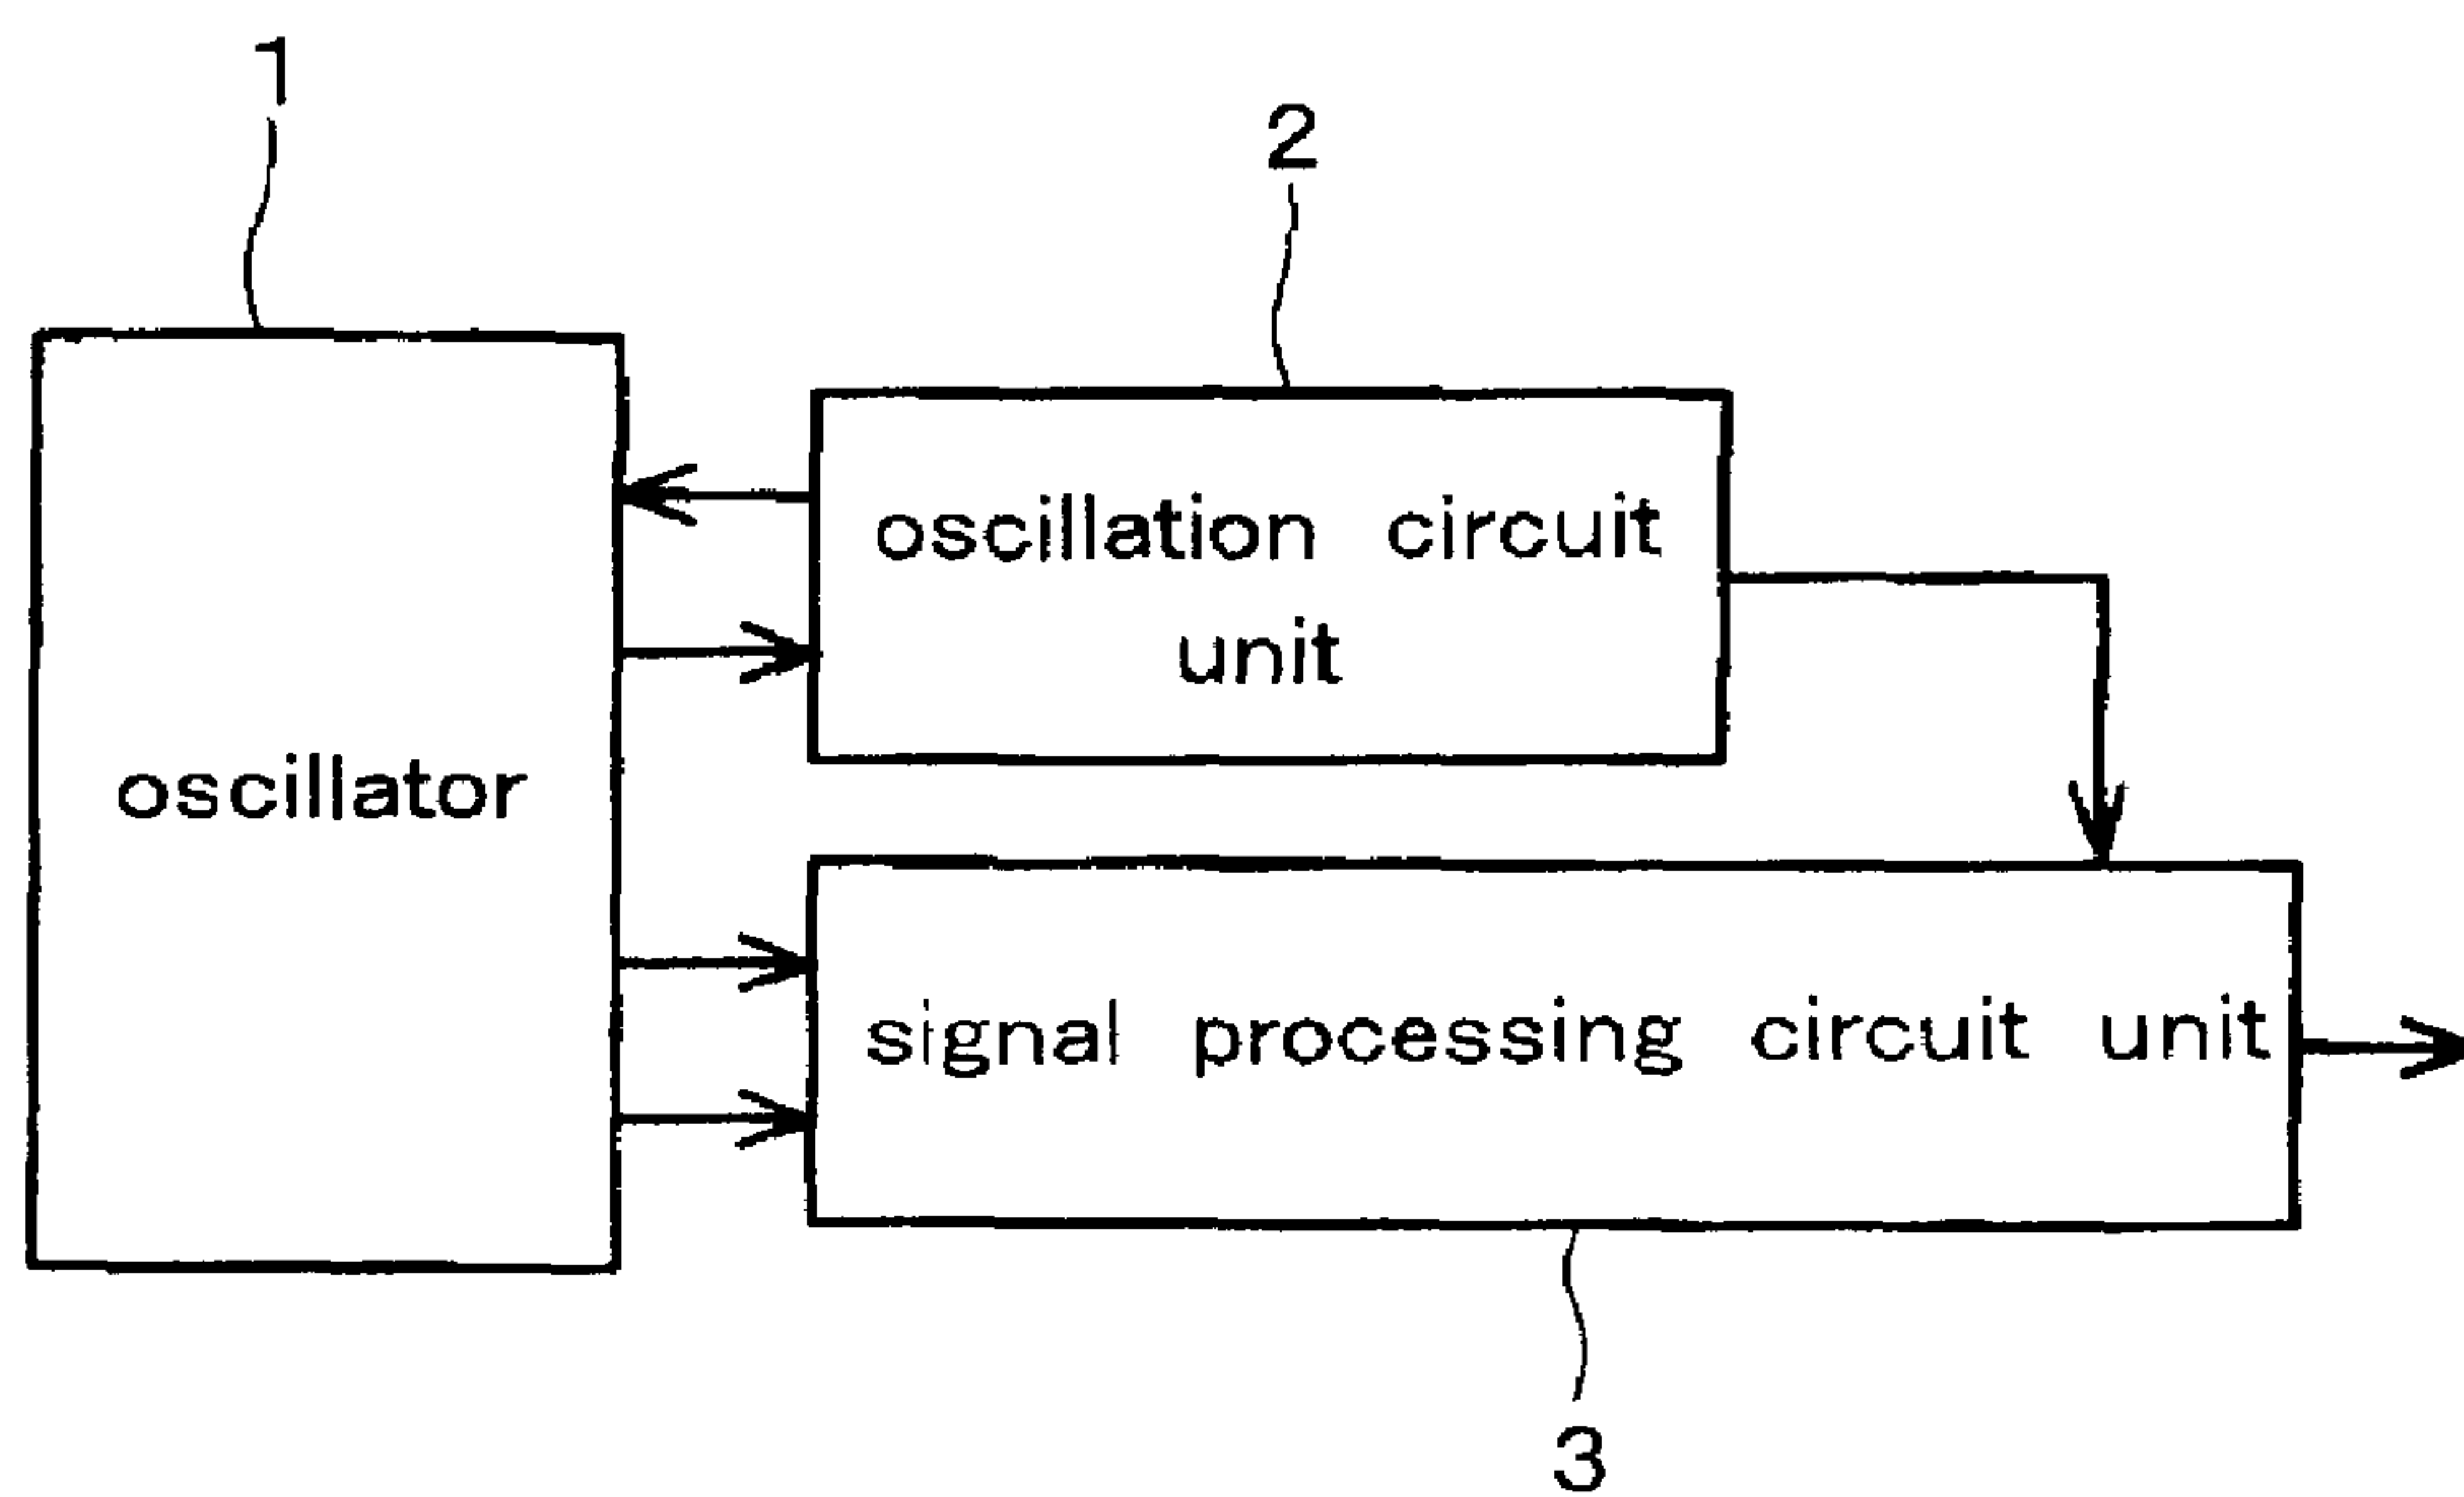 1
2
oscillation circuit
unit
oscillator
signal processing circuit unit
3